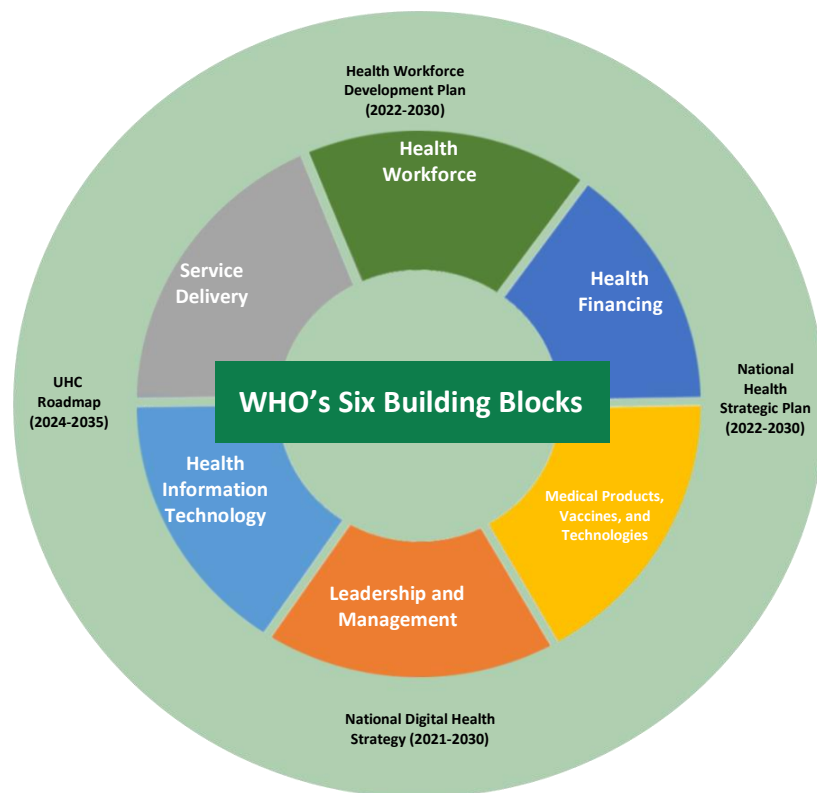 Health Workforce
Development Plan
(2022-2030)
Health
Workforce
Service
Delivery
Health
Financing
UHC
Roadmap
(2024-2035)
WHO's Six Building Blocks
National
Health
Strategic Plan
(2022-2030)
Health
Information
Technology
Medical Products,
Vaccines, and
Technologies
Leadership and
Management
National Digital Health
Strategy (2021-2030)